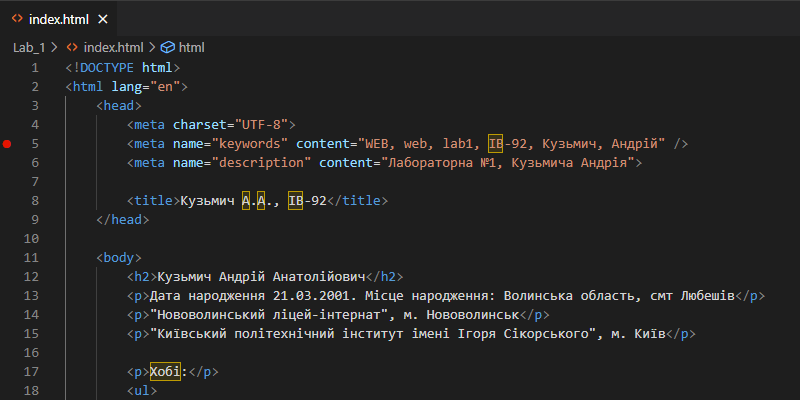 index.html
Lab_1 > index.html > html
1 <!DOCTYPE html>
2 <html lang="en">
3 <head>
4 <meta charset="UTF-8">
5 <meta name="keywords" content="WEB, web, lab1, ІВ-92, Кузьмич, Андрій" />
6 <meta name="description" content="Лабораторна №1, Кузьмича Андрія">
7
8 <title>Кузьмич А.А., ІВ-92</title>
9 </head>
10
11 <body>
12 <h2>Кузьмич Андрій Анатолійович</h2>
13 <p>Дата народження 21.03.2001. Місце народження: Волинська область, смт Любешів</p>
14 <p>"Нововолинський ліцей-інтернат", м. Нововолинськ</p>
15 <p>"Київський політехнічний інститут імені Ігоря Сікорського", м. Київ</p>
16
17 <p>Хобі:</p>
18 <ul>